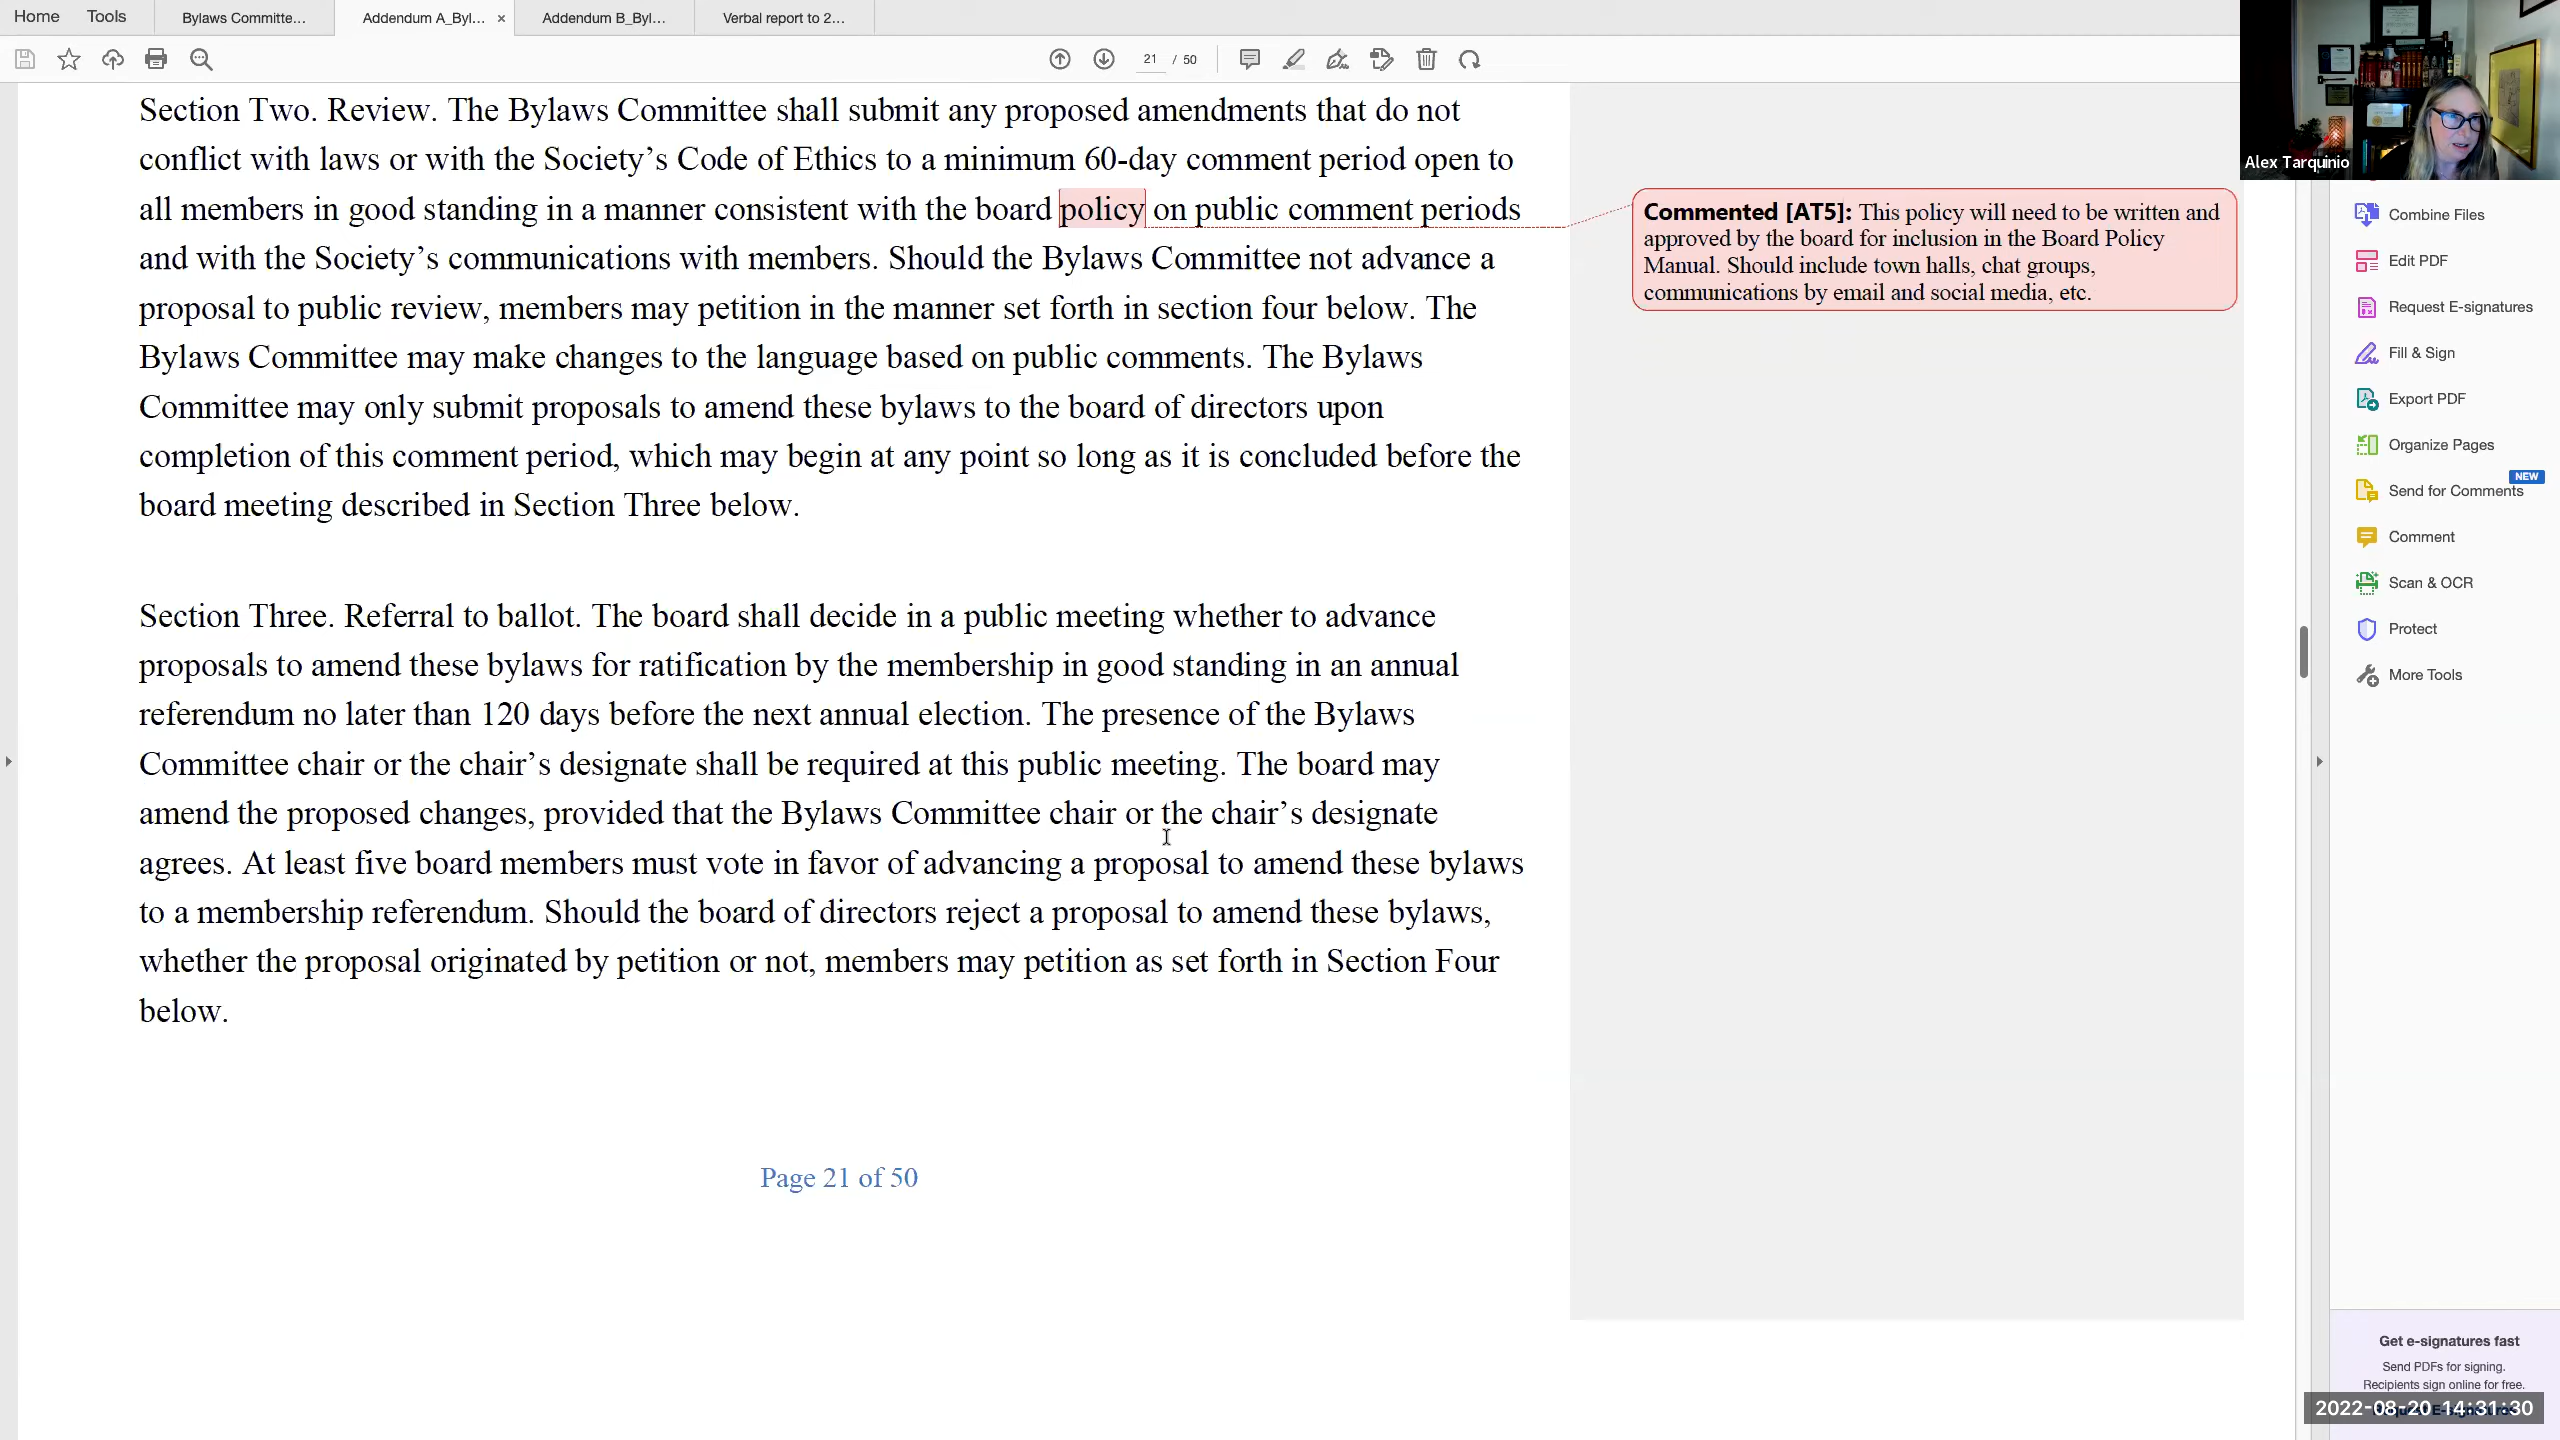 Home Tools Bylaws Committe... Addendum A_Byl... × Addendum B_Byl... Verbal report to 2...
21 / 50
Section Two. Review. The Bylaws Committee shall submit any proposed amendments that do not
conflict with laws or with the Society’s Code of Ethics to a minimum 60-day comment period open to
all members in good standing in a manner consistent with the board policy on public comment periods
and with the Society’s communications with members. Should the Bylaws Committee not advance a
proposal to public review, members may petition in the manner set forth in section four below. The
Bylaws Committee may make changes to the language based on public comments. The Bylaws
Committee may only submit proposals to amend these bylaws to the board of directors upon
completion of this comment period, which may begin at any point so long as it is concluded before the
board meeting described in Section Three below.
Section Three. Referral to ballot. The board shall decide in a public meeting whether to advance
proposals to amend these bylaws for ratification by the membership in good standing in an annual
referendum no later than 120 days before the next annual election. The presence of the Bylaws
Committee chair or the chair’s designate shall be required at this public meeting. The board may
amend the proposed changes, provided that the Bylaws Committee chair or the chair’s designate
agrees. At least five board members must vote in favor of advancing a proposal to amend these bylaws
to a membership referendum. Should the board of directors reject a proposal to amend these bylaws,
whether the proposal originated by petition or not, members may petition as set forth in Section Four
below.
Page 21 of 50
Commented [AT5]: This policy will need to be written and
approved by the board for inclusion in the Board Policy
Manual. Should include town halls, chat groups,
communications by email and social media, etc.
Alex Tarquinio
Combine Files
Edit PDF
Request E-signatures
Fill & Sign
Export PDF
Organize Pages
NEW
Send for Comments
Comment
Scan & OCR
Protect
More Tools
Get e-signatures fast
Send PDFs for signing.
Recipients sign online for free.
2022-08-20 14:31:30